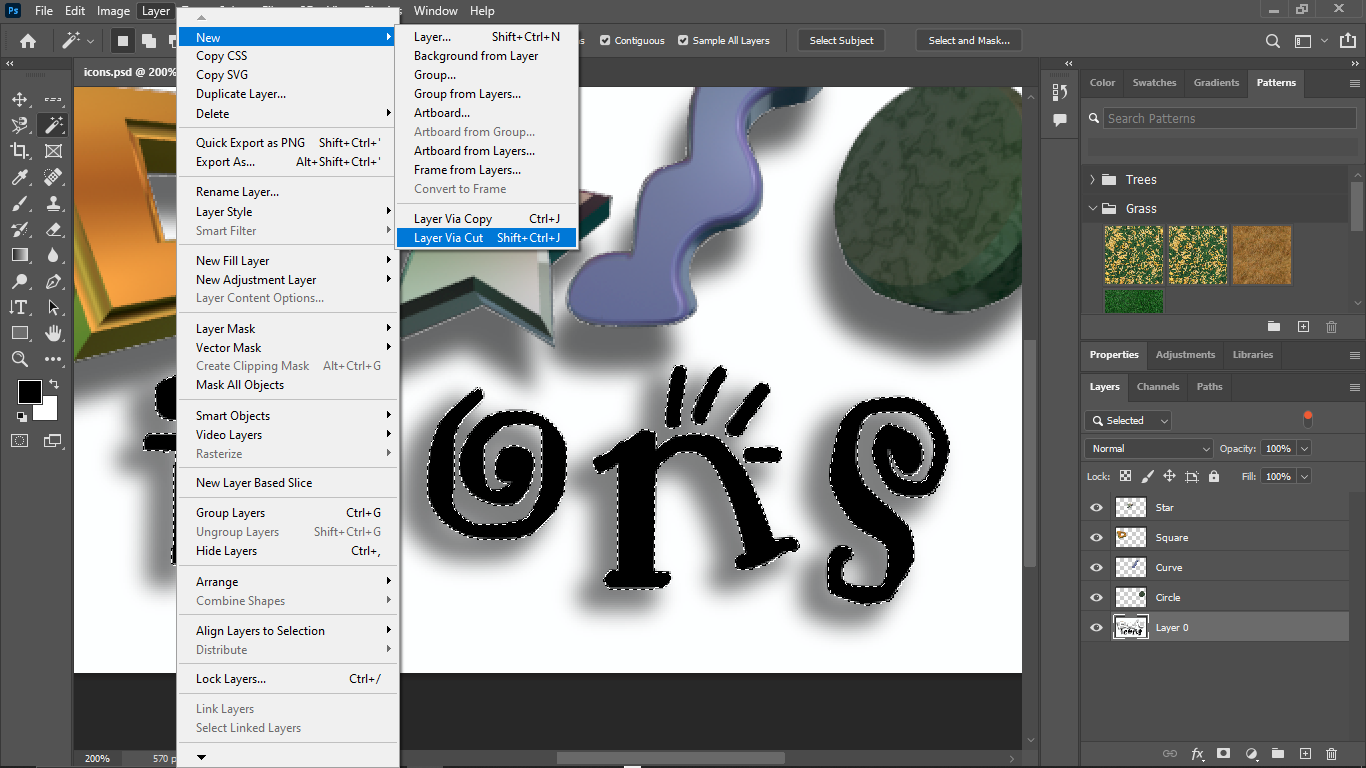 Ps File Edit Image Layer Window Help
Contiguous Sample All Layers Select Subject Select and Mask...
icons.psd @ 200%
New
Copy CSS
Copy SVG
Duplicate Layer...
Delete
Quick Export as PNG Shift+Ctrl+'
Export As... Alt+Shift+Ctrl+'
Rename Layer...
Layer Style
Smart Filter
New Fill Layer
New Adjustment Layer
Layer Content Options...
Layer Mask
Vector Mask
Create Clipping Mask Alt+Ctrl+G
Mask All Objects
Smart Objects
Video Layers
Rasterize
New Layer Based Slice
Group Layers Ctrl+G
Ungroup Layers Shift+Ctrl+G
Hide Layers Ctrl+,
Arrange
Combine Shapes
Align Layers to Selection
Distribute
Lock Layers... Ctrl+/
Link Layers
Select Linked Layers
Layer... Shift+Ctrl+N
Background from Layer
Group...
Group from Layers...
Artboard...
Artboard from Group...
Artboard from Layers...
Frame from Layers...
Convert to Frame
Layer Via Copy Ctrl+J
Layer Via Cut Shift+Ctrl+J
ons
200% 570 p
Color Swatches Gradients Patterns
Search Patterns
Trees
Grass
Properties Adjustments Libraries
Layers Channels Paths
Selected
Normal Opacity: 100%
Lock: Fill: 100%
Star
Square
Curve
Circle
Layer 0